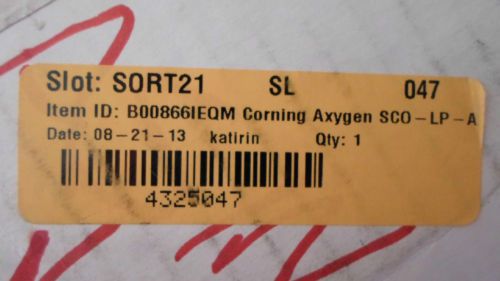 Slot: SORT21 SL 047
Item ID: B00866IEQM Corning Axygen SCO-LP-A
Date: 08-21-13 katirin Qty: 1
4325047